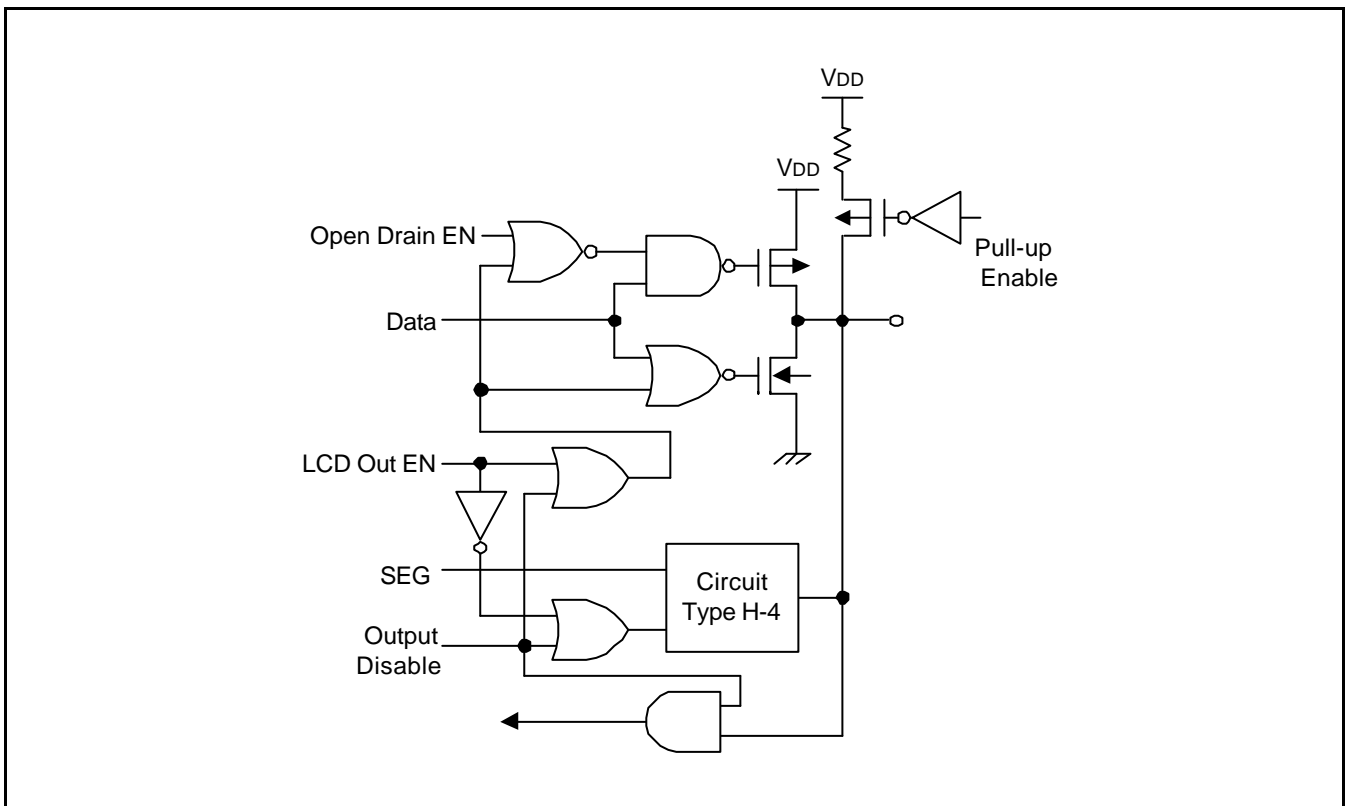 VDD
VDD
Open Drain EN
Pull-up
Enable
Data
LCD Out EN
SEG
Circuit
Type H-4
Output
Disable